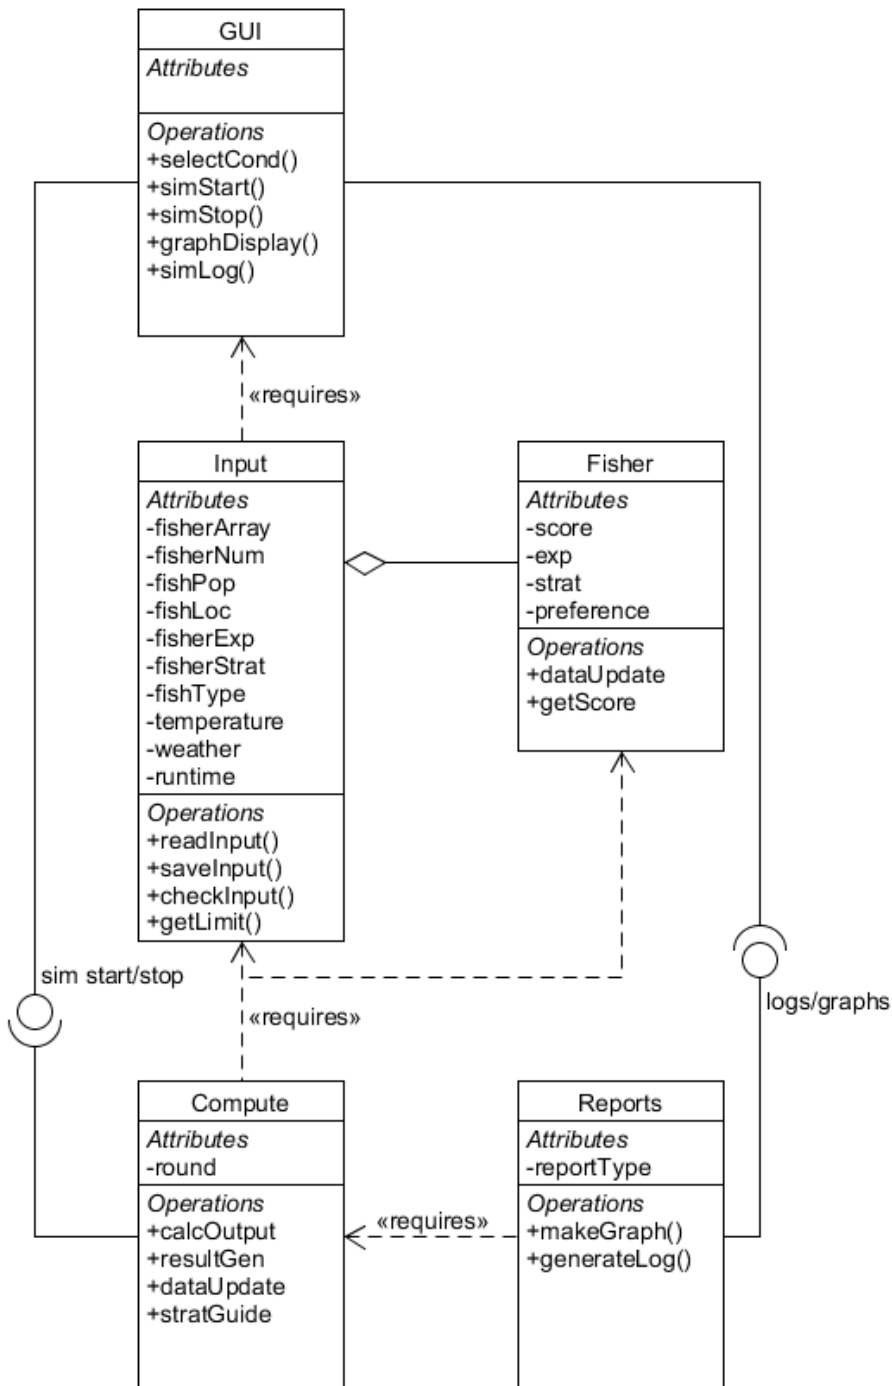 GUI
Attributes
Operations
+selectCond()
+simStart()
+simStop()
+graphDisplay()
+simLog()
«requires»
Input
Attributes
-fisherArray
-fisherNum
-fishPop
-fishLoc
-fisherExp
-fisherStrat
-fishType
-temperature
-weather
-runtime
Operations
+readInput()
+saveInput()
+checkInput()
+getLimit()
Fisher
Attributes
-score
-exp
-strat
-preference
Operations
+dataUpdate
+getScore
sim start/stop
logs/graphs
«requires»
Compute
Attributes
-round
Operations
+calcOutput
+resultGen
+dataUpdate
+stratGuide
«requires»
Reports
Attributes
-reportType
Operations
+makeGraph()
+generateLog()